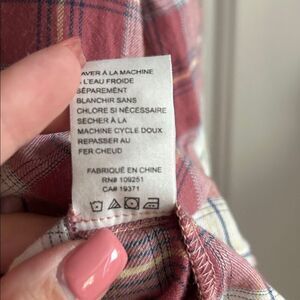 AVER À LA MACHINE
L'EAU FROIDE
SÉPAREMENT
BLANCHIR SANS
CHLORE SI NÉCESSAIRE
SECHER À LA
MACHINE CYCLE DOUX
REPASSER AU
FER CHEUD
FABRIQUÉ EN CHINE
RN# 109251
CA# 19371